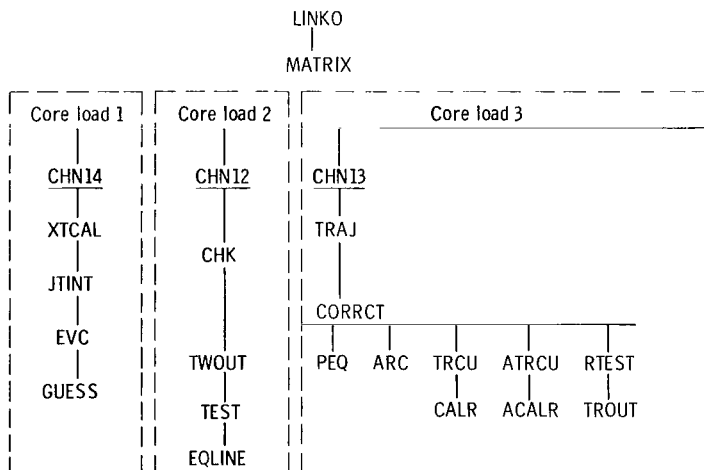 LINKO
MATRIX
Core load 1
CHN14
XTCAL
JTINT
EVC
GUESS
Core load 2
CHN12
CHK
TWOUT
TEST
EQLINE
Core load 3
CHN13
TRAJ
CORRCT
PEQ ARC TRCU ATRCU RTEST
CALR ACALR TROUT